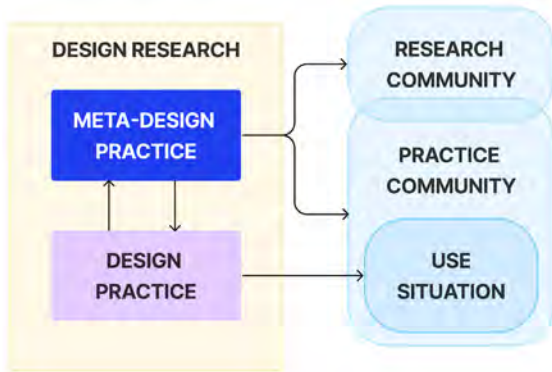 DESIGN RESEARCH
META-DESIGN
PRACTICE
DESIGN
PRACTICE
RESEARCH
COMMUNITY
PRACTICE
COMMUNITY
USE
SITUATION